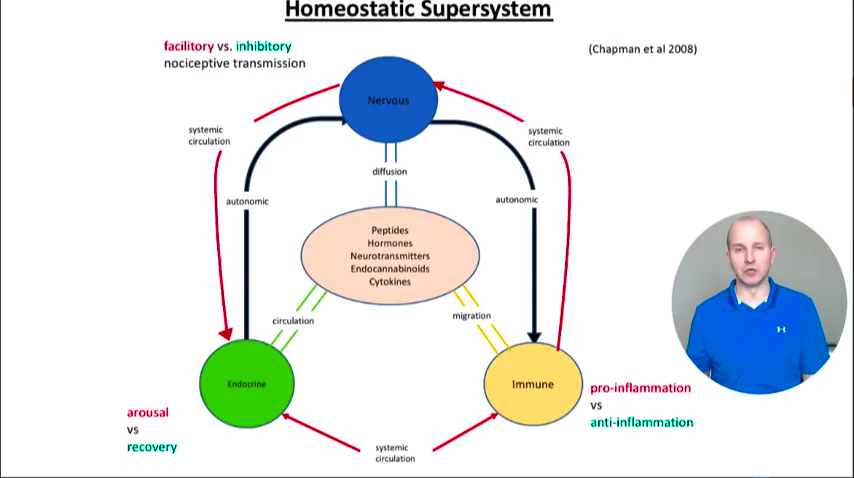 Homeostatic Supersystem
facilitory vs. inhibitory
nociceptive transmission
(Chapman et al 2008)
Nervous
systemic
circulation
systemic
circulation
diffusion
autonomic
autonomic
Peptides
Hormones
Neurotransmitters
Endocannabinoids
Cytokines
circulation
migration
Endocrine
Immune
pro-inflammation
vs
anti-inflammation
arousal
vs
recovery
systemic
circulation